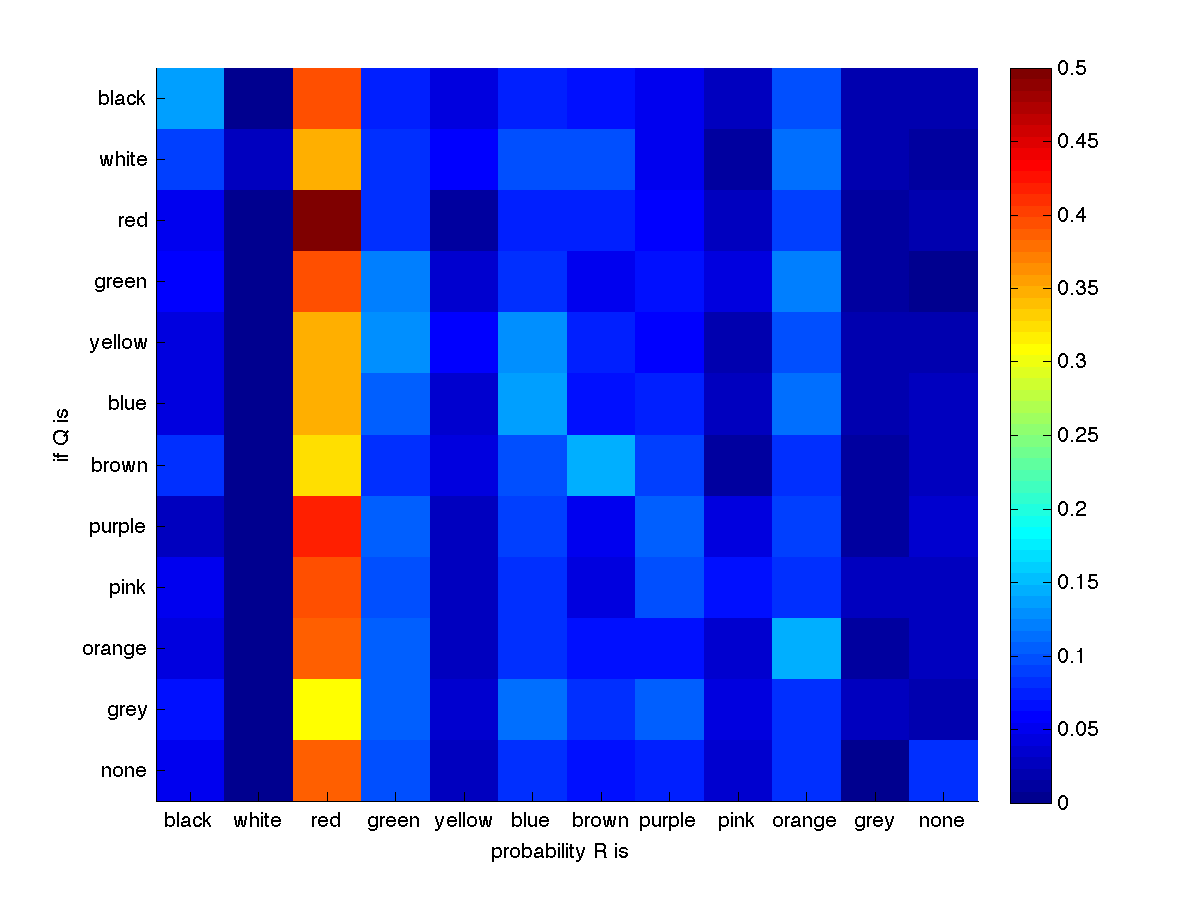 black
white
red
green
yellow
blue
brown
purple
pink
orange
grey
none
if Q is
black white red green yellow blue brown purple pink orange grey none
probability R is
0.5
0.45
0.4
0.35
0.3
0.25
0.2
0.15
0.1
0.05
0